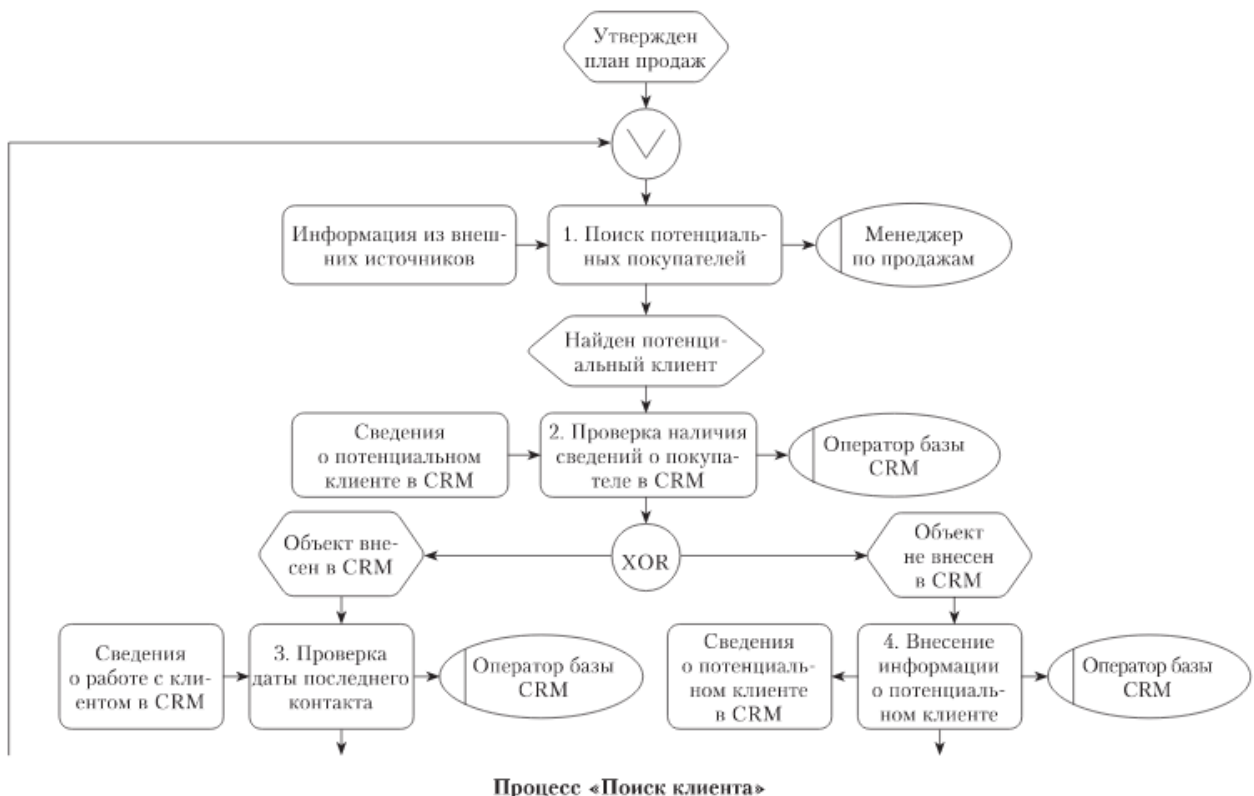 Утвержден
план продаж
Информация из внеш-
них источников
1. Поиск потенциаль-
ных покупателей
Менеджер
по продажам
Найден потенци-
альный клиент
Сведения
о потенциальном
клиенте в CRM
2. Проверка наличия
сведений о покупа-
теле в CRM
Оператор базы
CRM
Объект вне-
сен в CRM
XOR
Объект
не внесен
в CRM
Сведения
о работе с кли-
ентом в CRM
3. Проверка
даты последнего
контакта
Оператор базы
CRM
Сведения
о потенциаль-
ном клиенте
в CRM
4. Внесение
информации
о потенциаль-
ном клиенте
Оператор базы
CRM
Процесс «Поиск клиента»